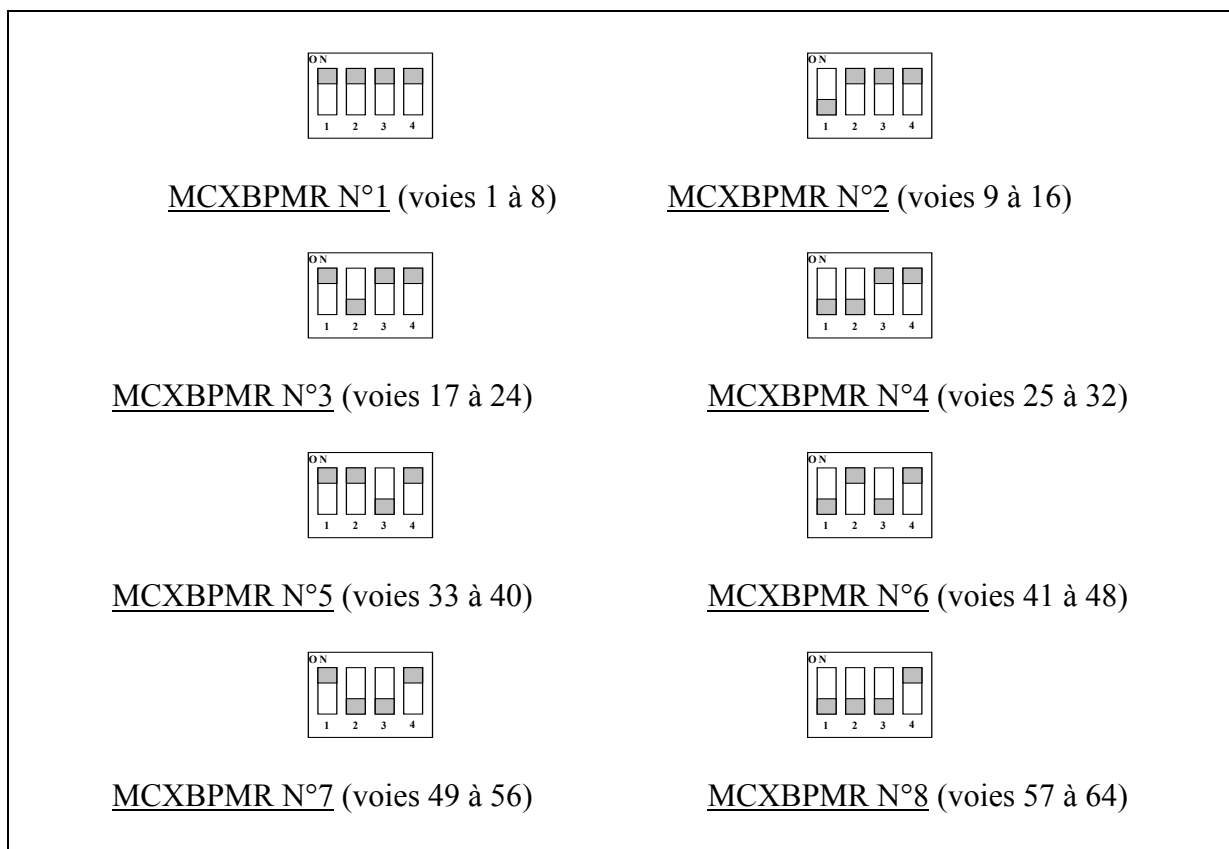 ON ON
1 2 3 4 1 2 3 4
MCXBPMR N°1 (voies 1 à 8) MCXBPMR N°2 (voies 9 à 16)
ON ON
1 2 3 4 1 2 3 4
MCXBPMR N°3 (voies 17 à 24) MCXBPMR N°4 (voies 25 à 32)
ON ON
1 2 3 4 1 2 3 4
MCXBPMR N°5 (voies 33 à 40) MCXBPMR N°6 (voies 41 à 48)
ON ON
1 2 3 4 1 2 3 4
MCXBPMR N°7 (voies 49 à 56) MCXBPMR N°8 (voies 57 à 64)